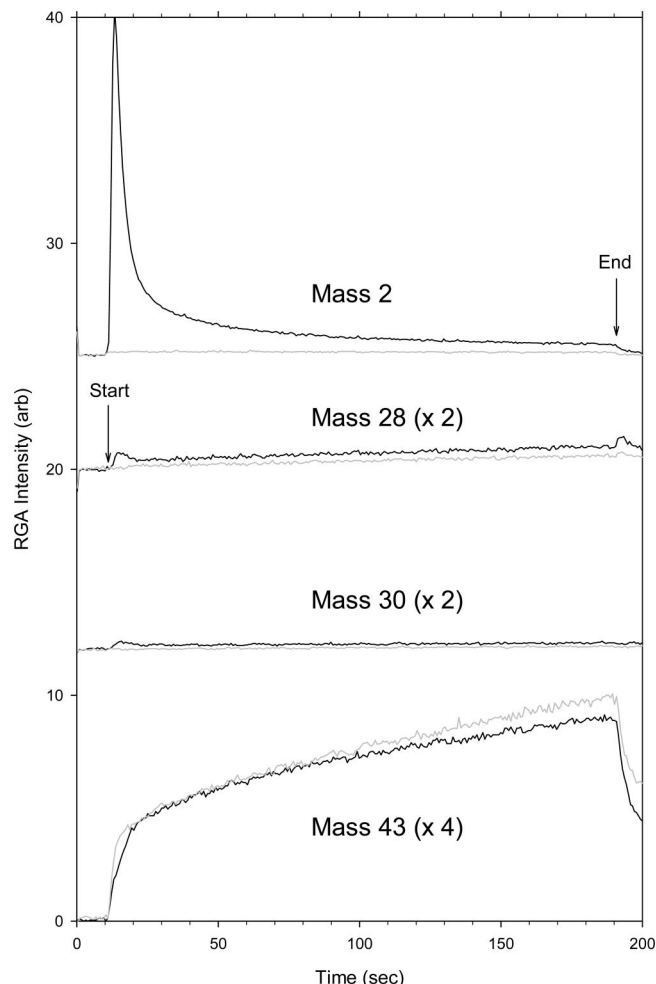 40
30
End
Mass 2
Start
Mass 28 (x 2)
20
RGA Intensity (arb)
Mass 30 (x 2)
10
Mass 43 (x 4)
0
0 50 100 150 200
Time (sec)